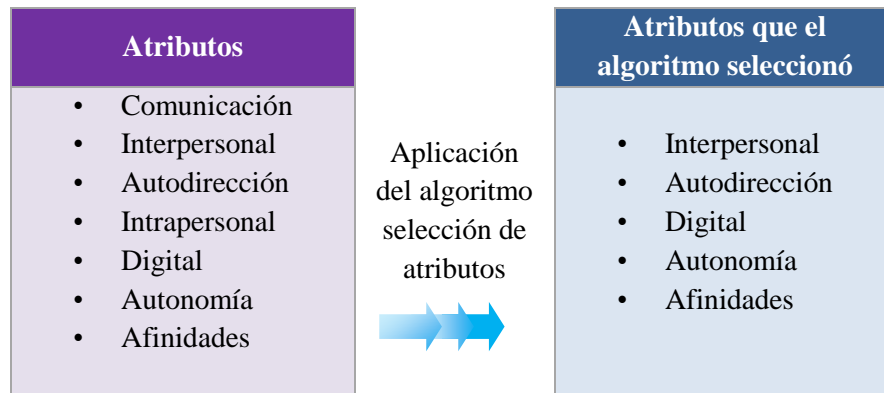 Atributos
• Comunicación
• Interpersonal
• Autodirección
• Intrapersonal
• Digital
• Autonomía
• Afinidades
Aplicación
del algoritmo
selección de
atributos
Atributos que el
algoritmo seleccionó
• Interpersonal
• Autodirección
• Digital
• Autonomía
• Afinidades